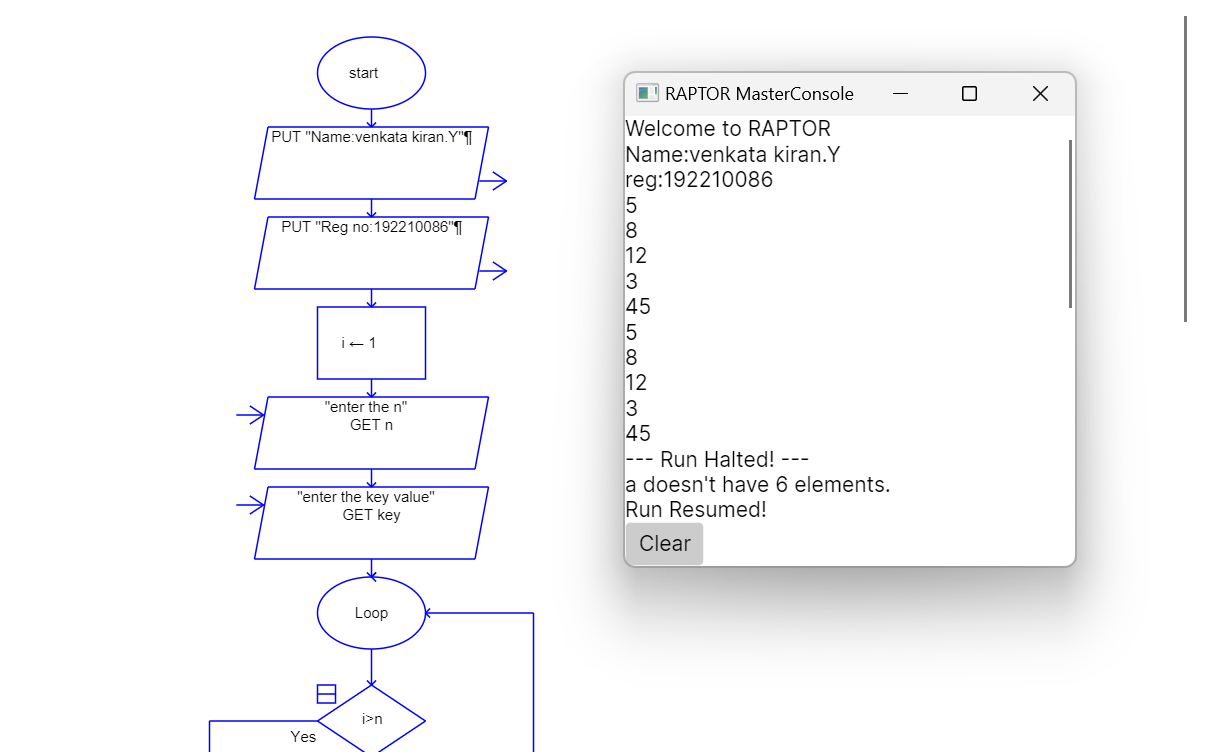 start
PUT "Name:venkata kiran.Y"¶
PUT "Reg no:192210086"¶
i ← 1
"enter the n"
GET n
"enter the key value"
GET key
Loop
i>n
Yes
RAPTOR MasterConsole
Welcome to RAPTOR
Name:venkata kiran.Y
reg:192210086
5
8
12
3
45
5
8
12
3
45
--- Run Halted! ---
a doesn't have 6 elements.
Run Resumed!
Clear